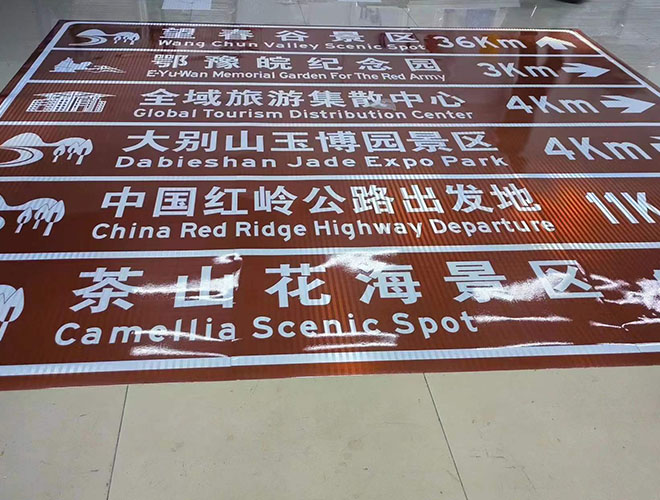 望春谷景区 36Km
Wang Chun Valley Scenic Spot
鄂豫皖纪念园 3Km
E-Yu-Wan Memorial Garden For The Red Army
全域旅游集散中心 4Km
Global Tourism Distribution Center
大别山玉博园景区 4Km
Dabieshan Jade Expo Park
中国红岭公路出发地 11K
China Red Ridge Highway Departure
茶山花海景区
Camellia Scenic Spot